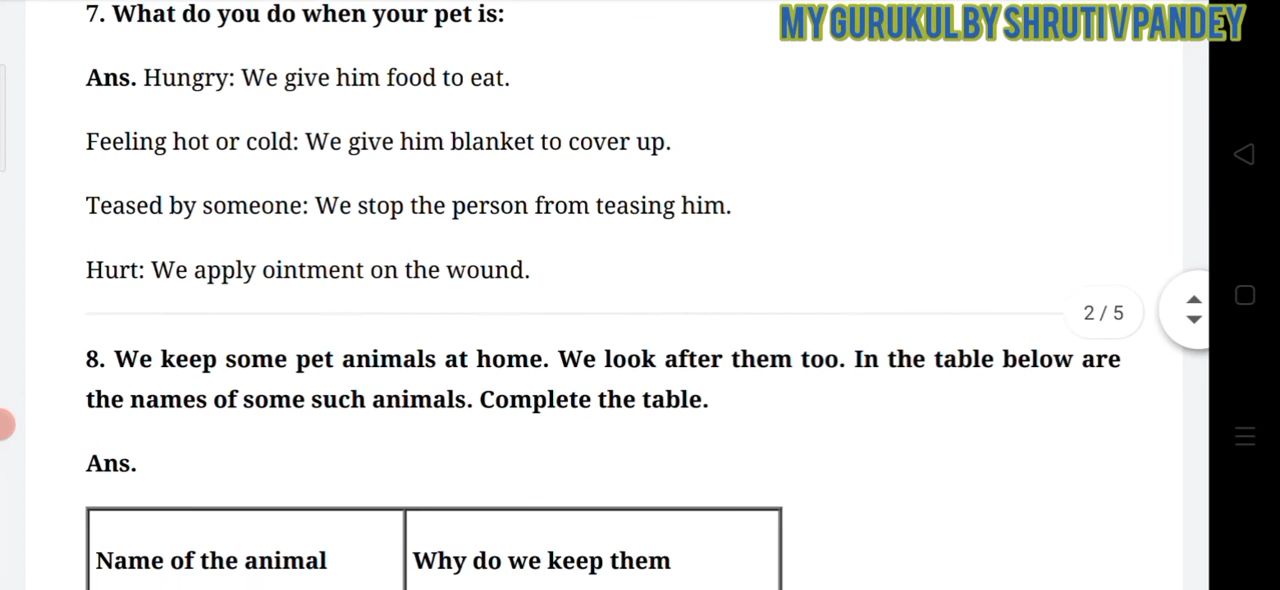 7. What do you do when your pet is:
MY GURUKUL BY SHRUTI V PANDEY
Ans. Hungry: We give him food to eat.
Feeling hot or cold: We give him blanket to cover up.
Teased by someone: We stop the person from teasing him.
Hurt: We apply ointment on the wound.
2 / 5
8. We keep some pet animals at home. We look after them too. In the table below are
the names of some such animals. Complete the table.
Ans.
Name of the animal
Why do we keep them